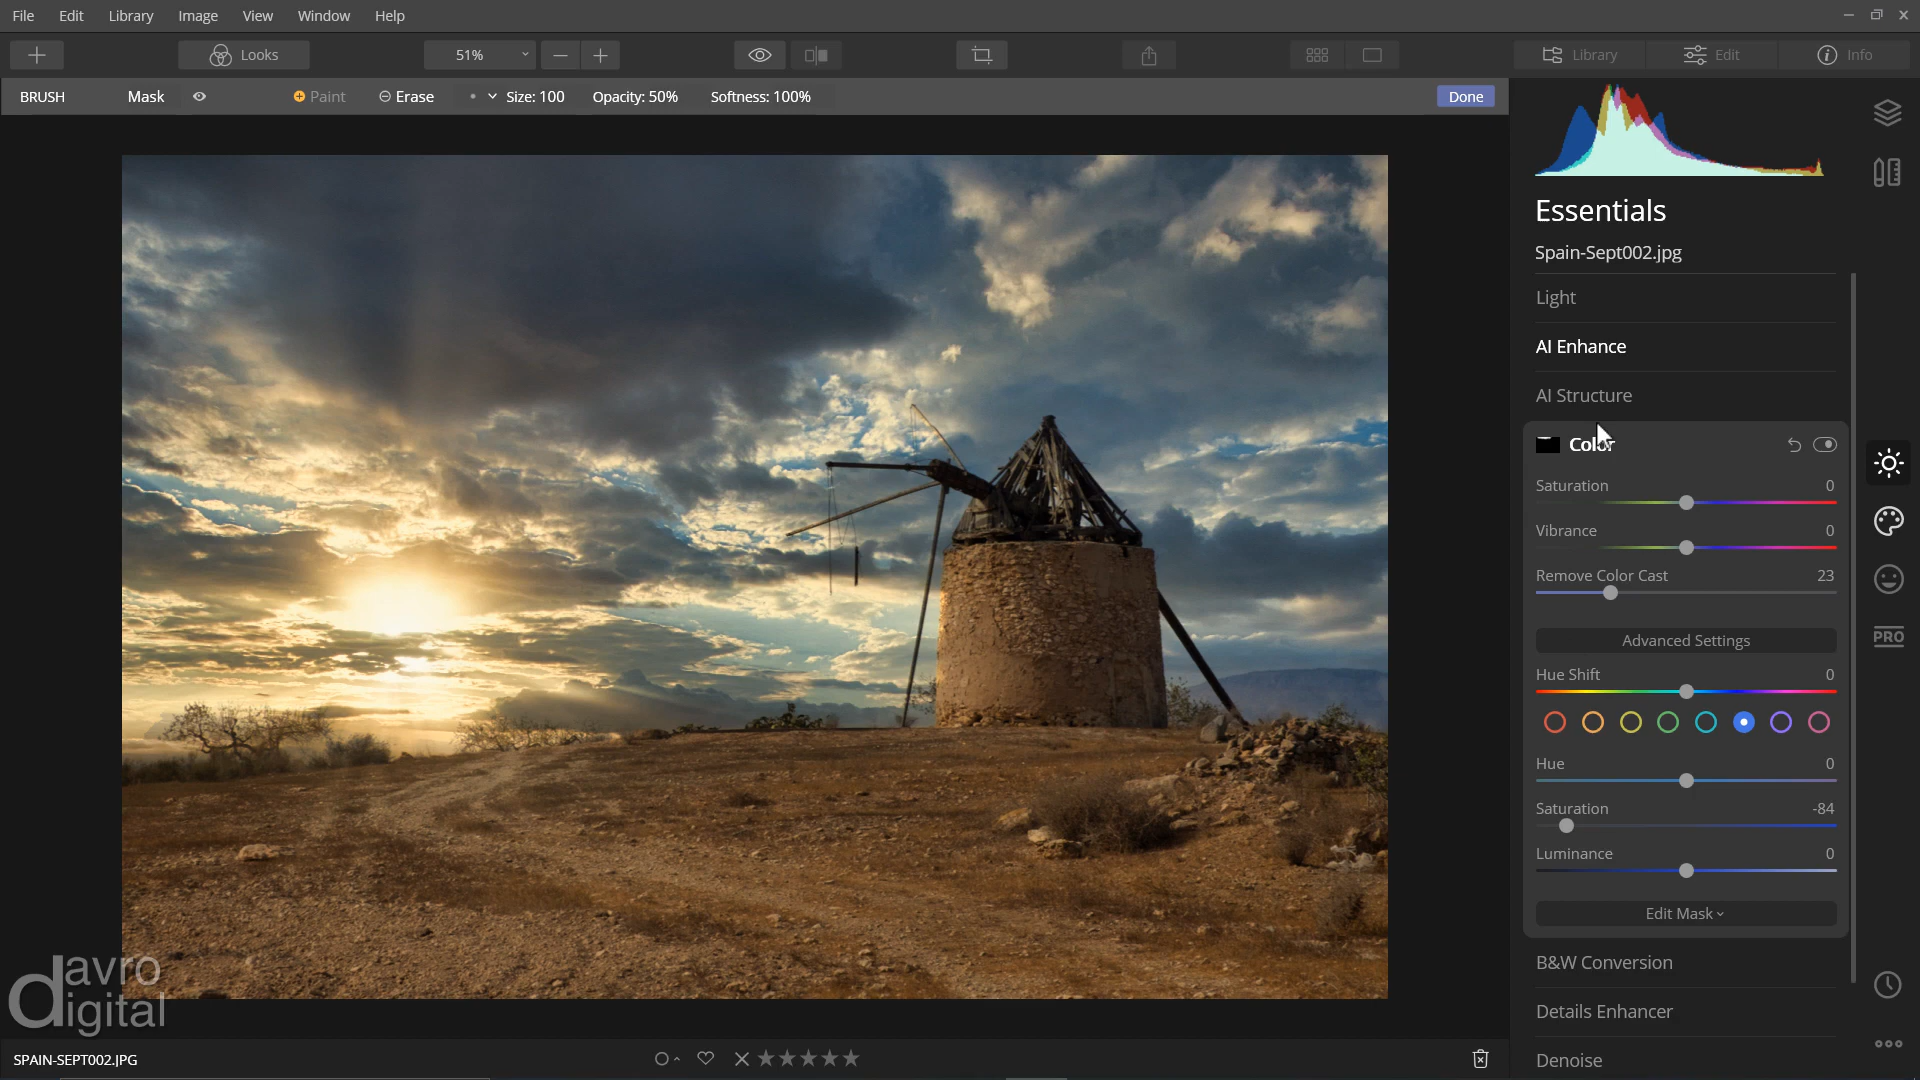 File Edit Library Image View Window Help
Looks 51% Library Edit Info
BRUSH Mask Paint Erase Size: 100 Opacity: 50% Softness: 100% Done
Essentials
Spain-Sept002.jpg
Light
AI Enhance
AI Structure
Color
Saturation 0
Vibrance 0
Remove Color Cast 23
Advanced Settings
Hue Shift 0
Hue 0
Saturation -84
Luminance 0
Edit Mask
B&W Conversion
Details Enhancer
Denoise
PRO
davro
digital
SPAIN-SEPT002.JPG